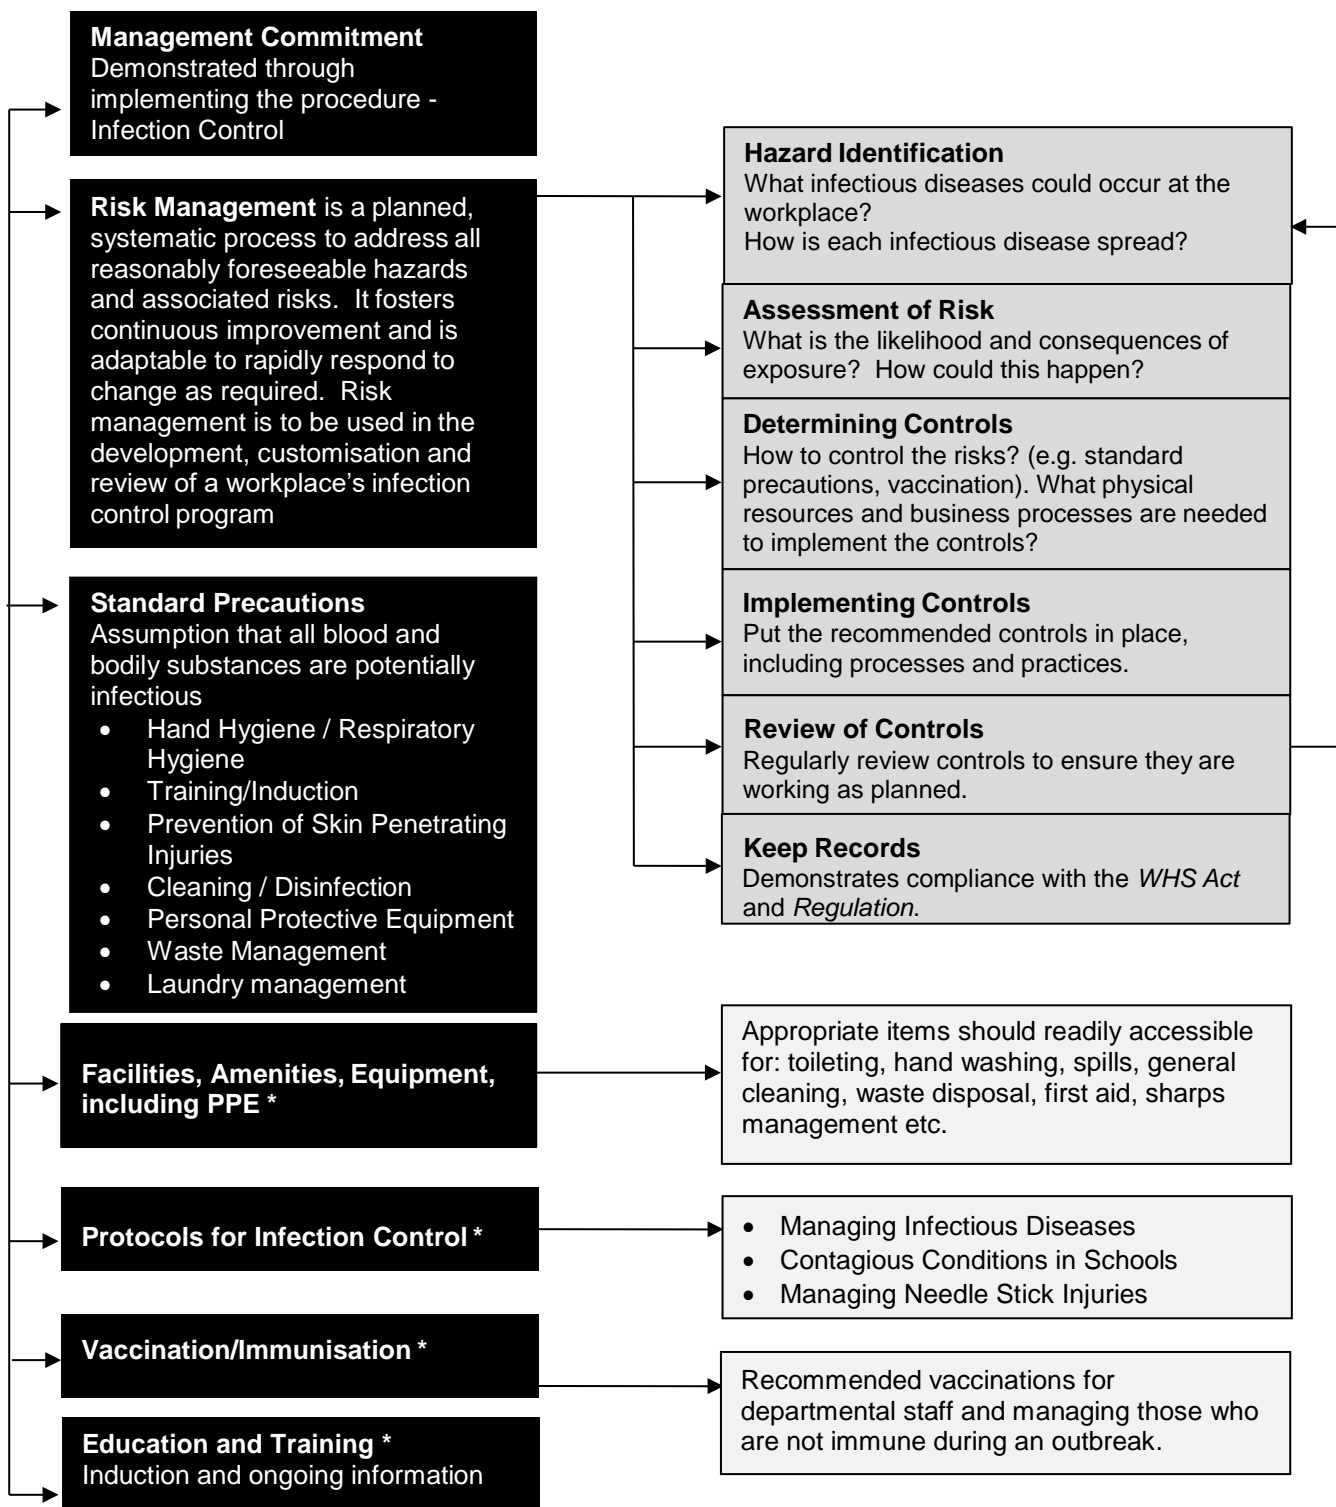 Management Commitment
Demonstrated through
implementing the procedure -
Infection Control
Risk Management is a planned,
systematic process to address all
reasonably foreseeable hazards
and associated risks.  It fosters
continuous improvement and is
adaptable to rapidly respond to
change as required.  Risk
management is to be used in the
development, customisation and
review of a workplace’s infection
control program
Standard Precautions
Assumption that all blood and
bodily substances are potentially
infectious
• Hand Hygiene / Respiratory
Hygiene
• Training/Induction
• Prevention of Skin Penetrating
Injuries
• Cleaning / Disinfection
• Personal Protective Equipment
• Waste Management
• Laundry management
Facilities, Amenities, Equipment,
including PPE *
Protocols for Infection Control *
Vaccination/Immunisation *
Education and Training *
Induction and ongoing information
Hazard Identification
What infectious diseases could occur at the
workplace?
How is each infectious disease spread?
Assessment of Risk
What is the likelihood and consequences of
exposure?  How could this happen?
Determining Controls
How to control the risks? (e.g. standard
precautions, vaccination). What physical
resources and business processes are needed
to implement the controls?
Implementing Controls
Put the recommended controls in place,
including processes and practices.
Review of Controls
Regularly review controls to ensure they are
working as planned.
Keep Records
Demonstrates compliance with the WHS Act
and Regulation.
Appropriate items should readily accessible
for: toileting, hand washing, spills, general
cleaning, waste disposal, first aid, sharps
management etc.
• Managing Infectious Diseases
• Contagious Conditions in Schools
• Managing Needle Stick Injuries
Recommended vaccinations for
departmental staff and managing those who
are not immune during an outbreak.